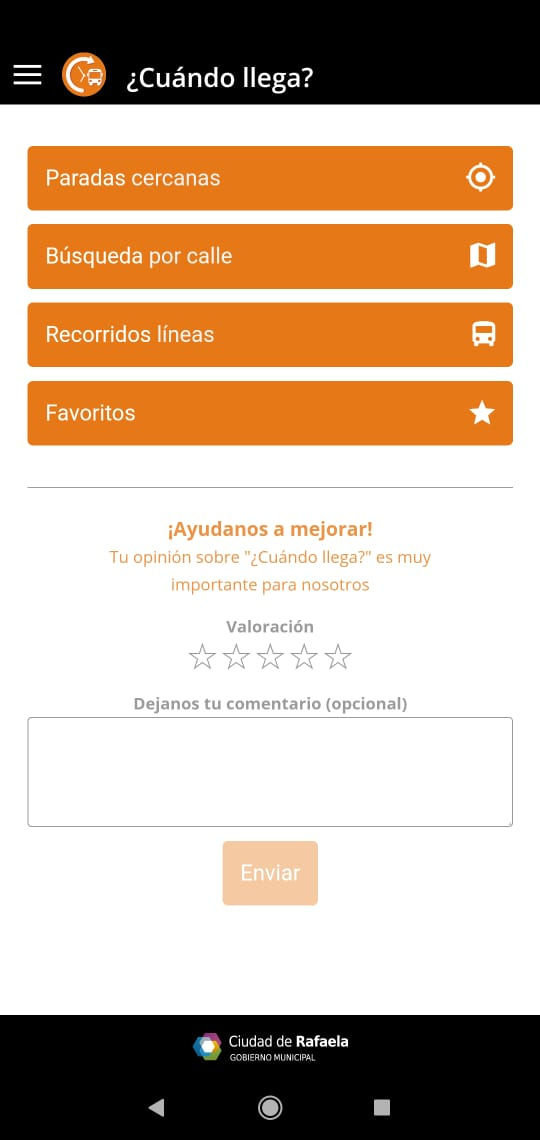 ¿Cuándo llega?
Paradas cercanas
Búsqueda por calle
Recorridos líneas
Favoritos
¡Ayudanos a mejorar!
Tu opinión sobre "¿Cuándo llega?" es muy
importante para nosotros
Valoración
Dejanos tu comentario (opcional)
Enviar
Ciudad de Rafaela
GOBIERNO MUNICIPAL